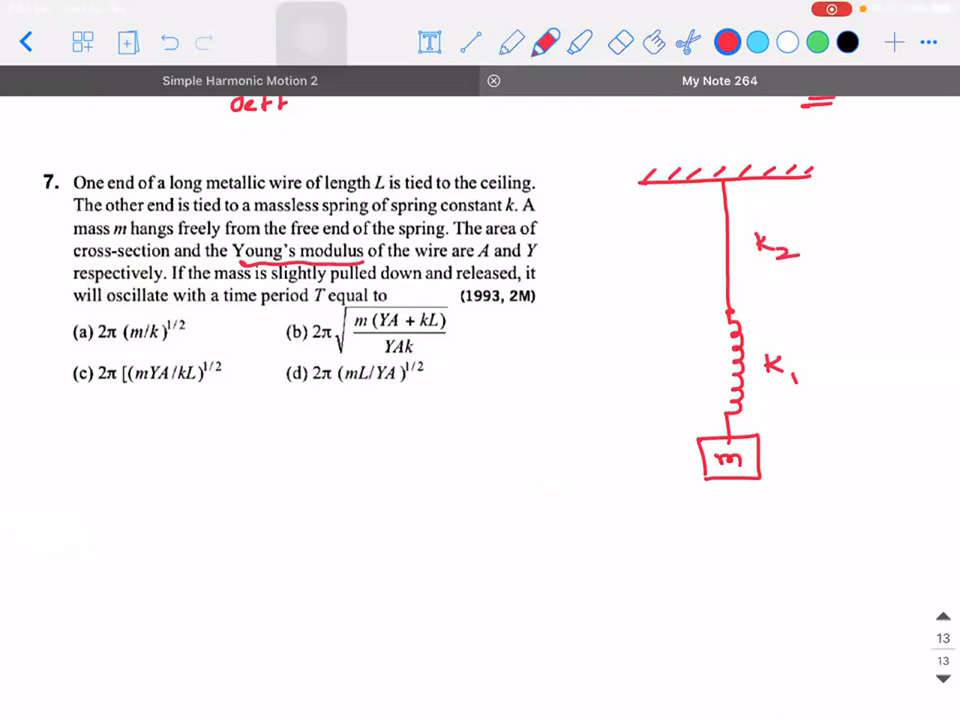 Simple Harmonic Motion 2
My Note 264
7. One end of a long metallic wire of length L is tied to the ceiling.
The other end is tied to a massless spring of spring constant k. A
mass m hangs freely from the free end of the spring. The area of
cross-section and the Young's modulus of the wire are A and Y
respectively. If the mass is slightly pulled down and released, it
will oscillate with a time period T equal to (1993, 2M)
(a) 2π (m/k)^1/2 (b) 2π √(m (YA + kL) / YAk)
(c) 2π [(mYA/kL)^1/2 (d) 2π (mL/YA)^1/2
K2
K1
m
13
13